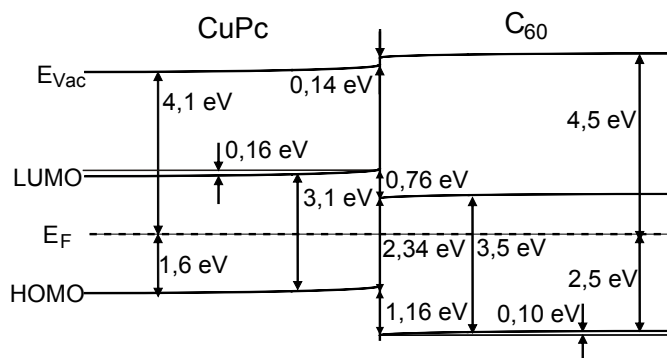 CuPc
C60
EVac
4,1 eV
0,14 eV
4,5 eV
0,16 eV
LUMO
0,76 eV
3,1 eV
EF
1,6 eV
2,34 eV
3,5 eV
2,5 eV
HOMO
1,16 eV
0,10 eV